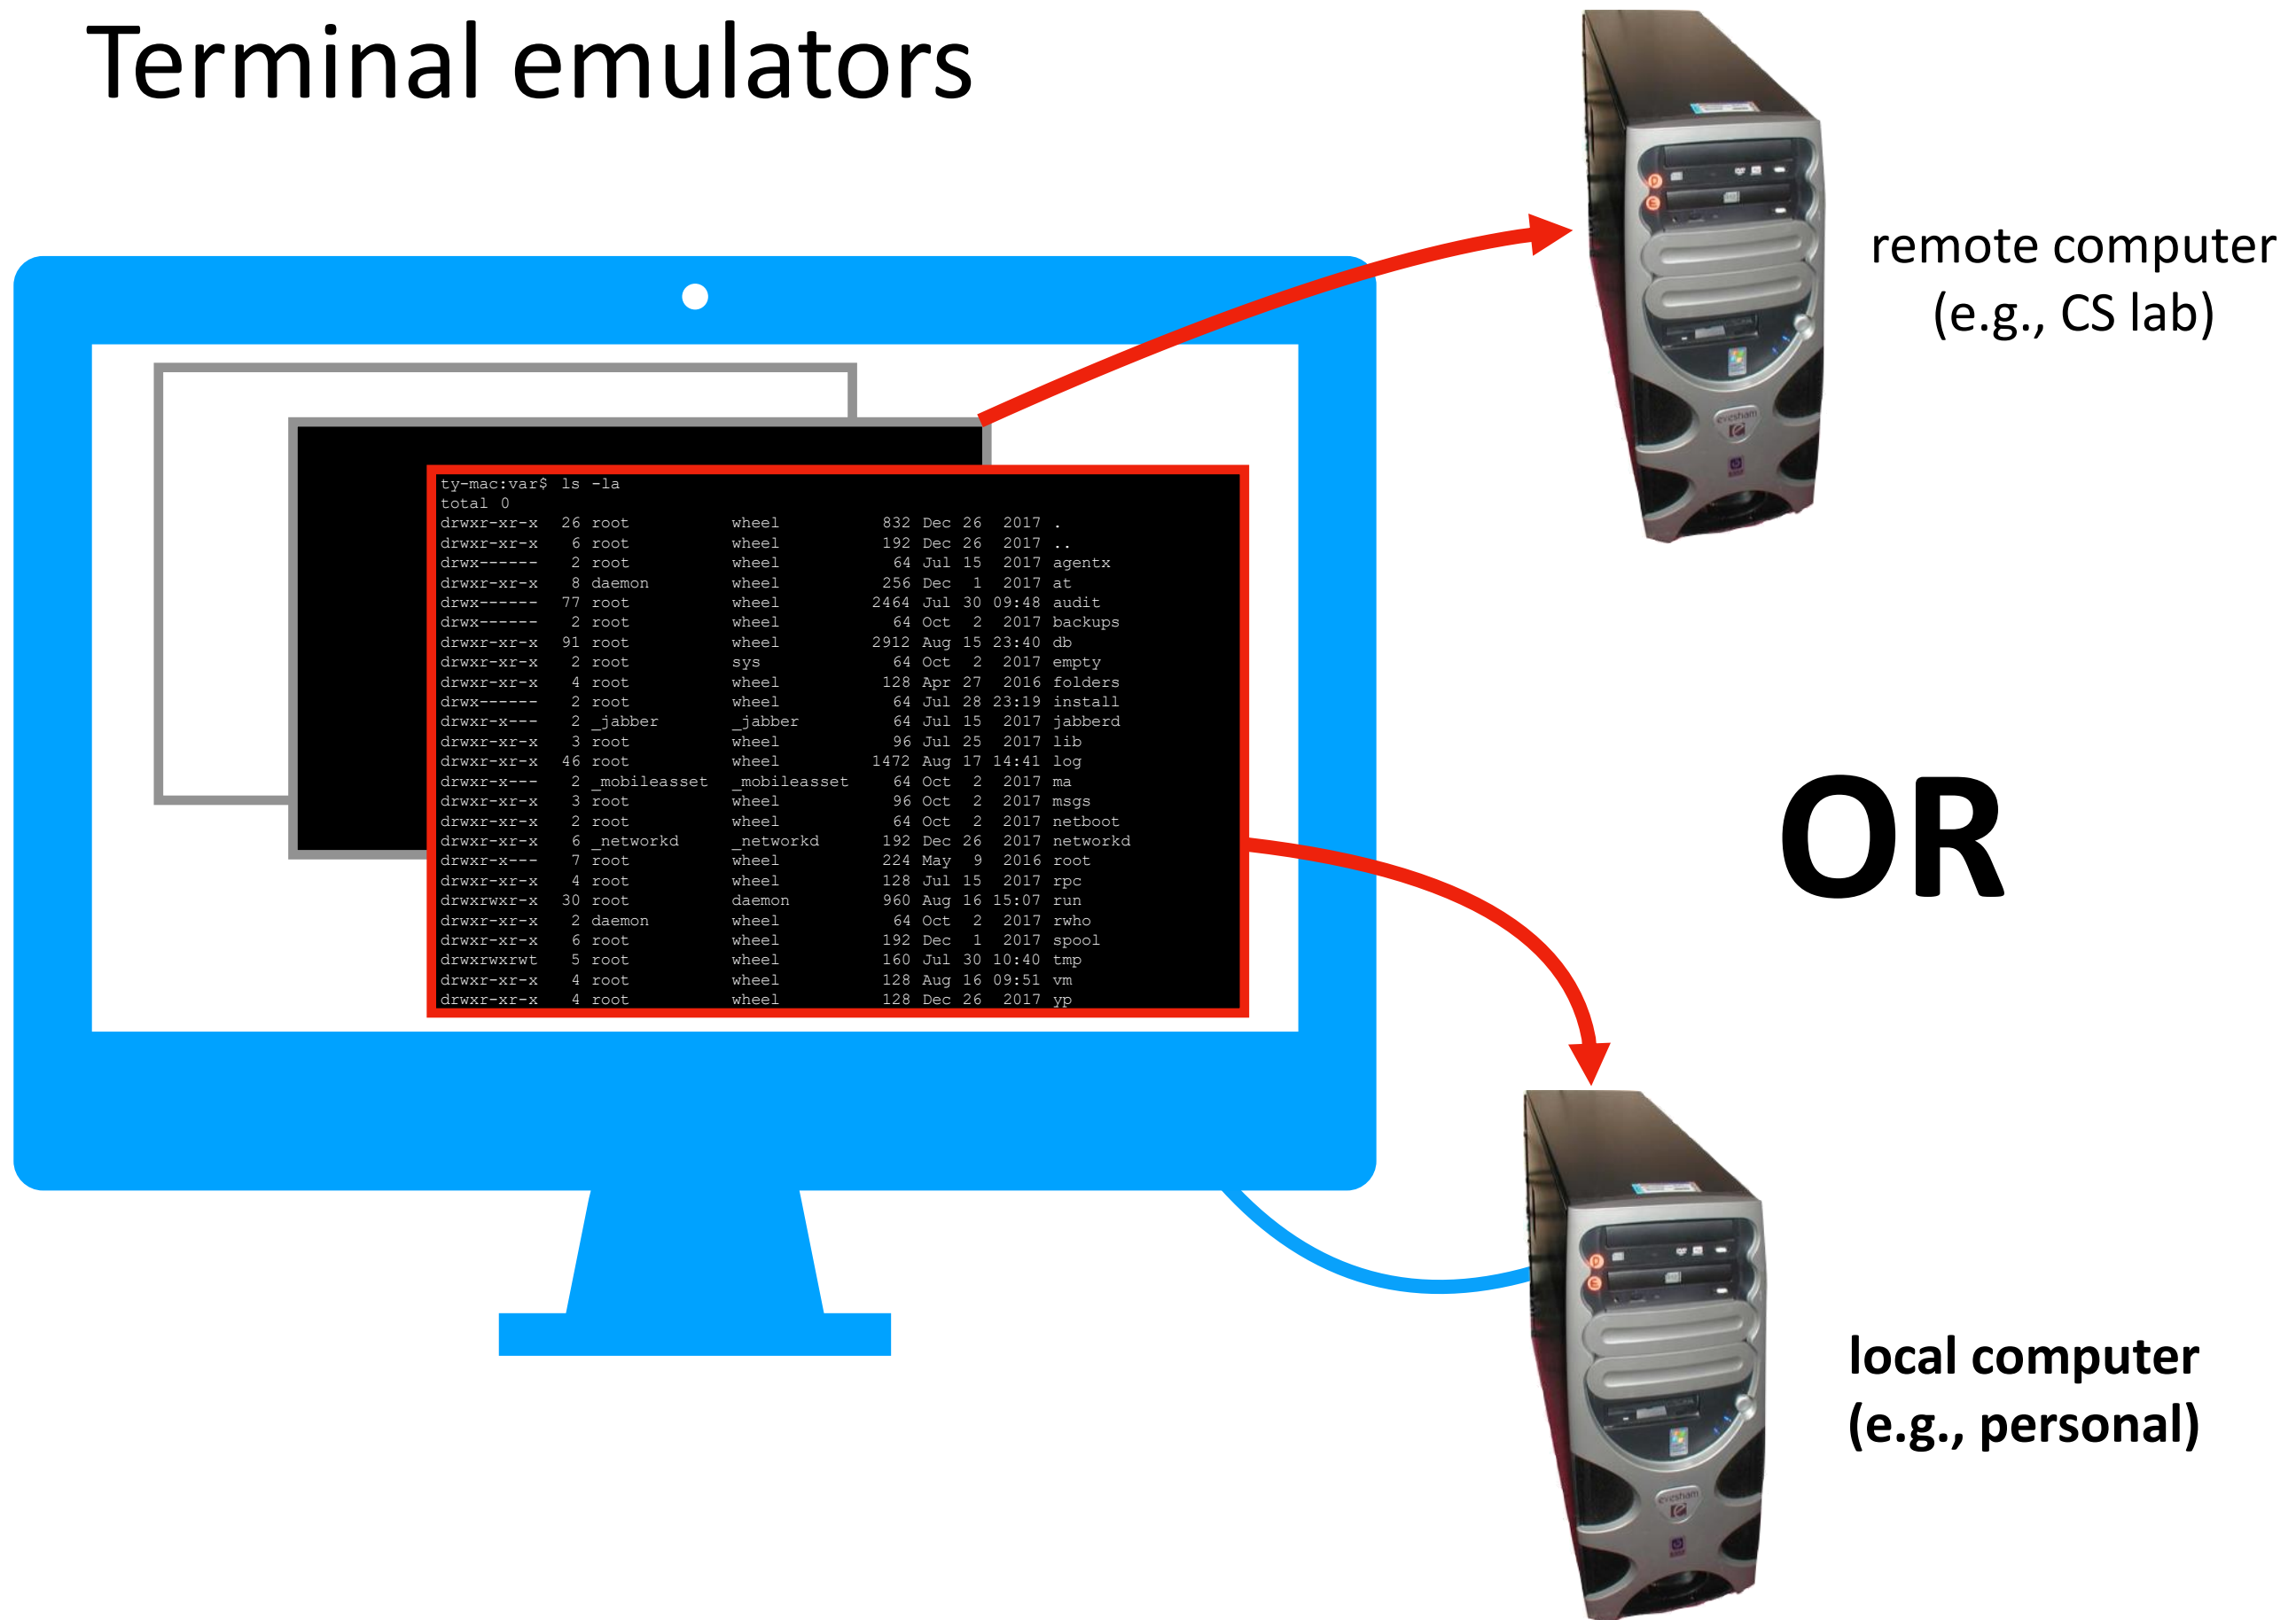 Terminal emulators
remote computer
(e.g., CS lab)
ty-mac:var$ ls -la
total 0
drwxr-xr-x  26 root           wheel           832 Dec 26  2017 .
drwxr-xr-x   6 root           wheel           192 Dec 26  2017 ..
drwx------   2 root           wheel            64 Jul 15  2017 agentx
drwxr-xr-x   8 daemon         wheel           256 Dec  1  2017 at
drwx------  77 root           wheel          2464 Jul 30 09:48 audit
drwx------   2 root           wheel            64 Oct  2  2017 backups
drwxr-xr-x  91 root           wheel          2912 Aug 15 23:40 db
drwxr-xr-x   2 root           sys              64 Oct  2  2017 empty
drwxr-xr-x   4 root           wheel           128 Apr 27  2016 folders
drwx------   2 root           wheel            64 Jul 28 23:19 install
drwxr-x---   2 _jabber        _jabber          64 Jul 15  2017 jabberd
drwxr-xr-x   3 root           wheel            96 Jul 25  2017 lib
drwxr-xr-x  46 root           wheel          1472 Aug 17 14:41 log
drwxr-x---   2 _mobileasset   _mobileasset     64 Oct  2  2017 ma
drwxr-xr-x   3 root           wheel            96 Oct  2  2017 msgs
drwxr-xr-x   2 root           wheel            64 Oct  2  2017 netboot
drwxr-xr-x   6 _networkd      _networkd       192 Dec 26  2017 networkd
drwxr-x---   7 root           wheel           224 May  9  2016 root
drwxr-xr-x   4 root           wheel           128 Jul 15  2017 rpc
drwxrwxr-x  30 root           daemon          960 Aug 16 15:07 run
drwxr-xr-x   2 daemon         wheel            64 Oct  2  2017 rwho
drwxr-xr-x   6 root           wheel           192 Dec  1  2017 spool
drwxrwxrwt   5 root           wheel           160 Jul 30 10:40 tmp
drwxr-xr-x   4 root           wheel           128 Aug 16 09:51 vm
drwxr-xr-x   4 root           wheel           128 Dec 26  2017 yp
OR
local computer
(e.g., personal)
D
E
evesham
D
E
evesham